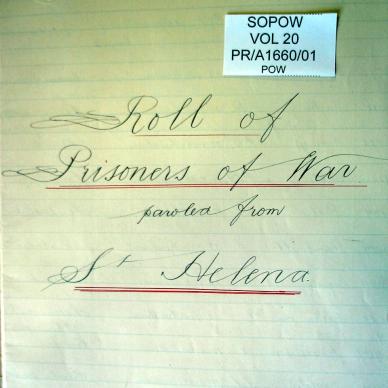 SOPOW
VOL 20
PR/A1660/01
POW
Roll of
Prisoners of War
paroled from
St Helena.